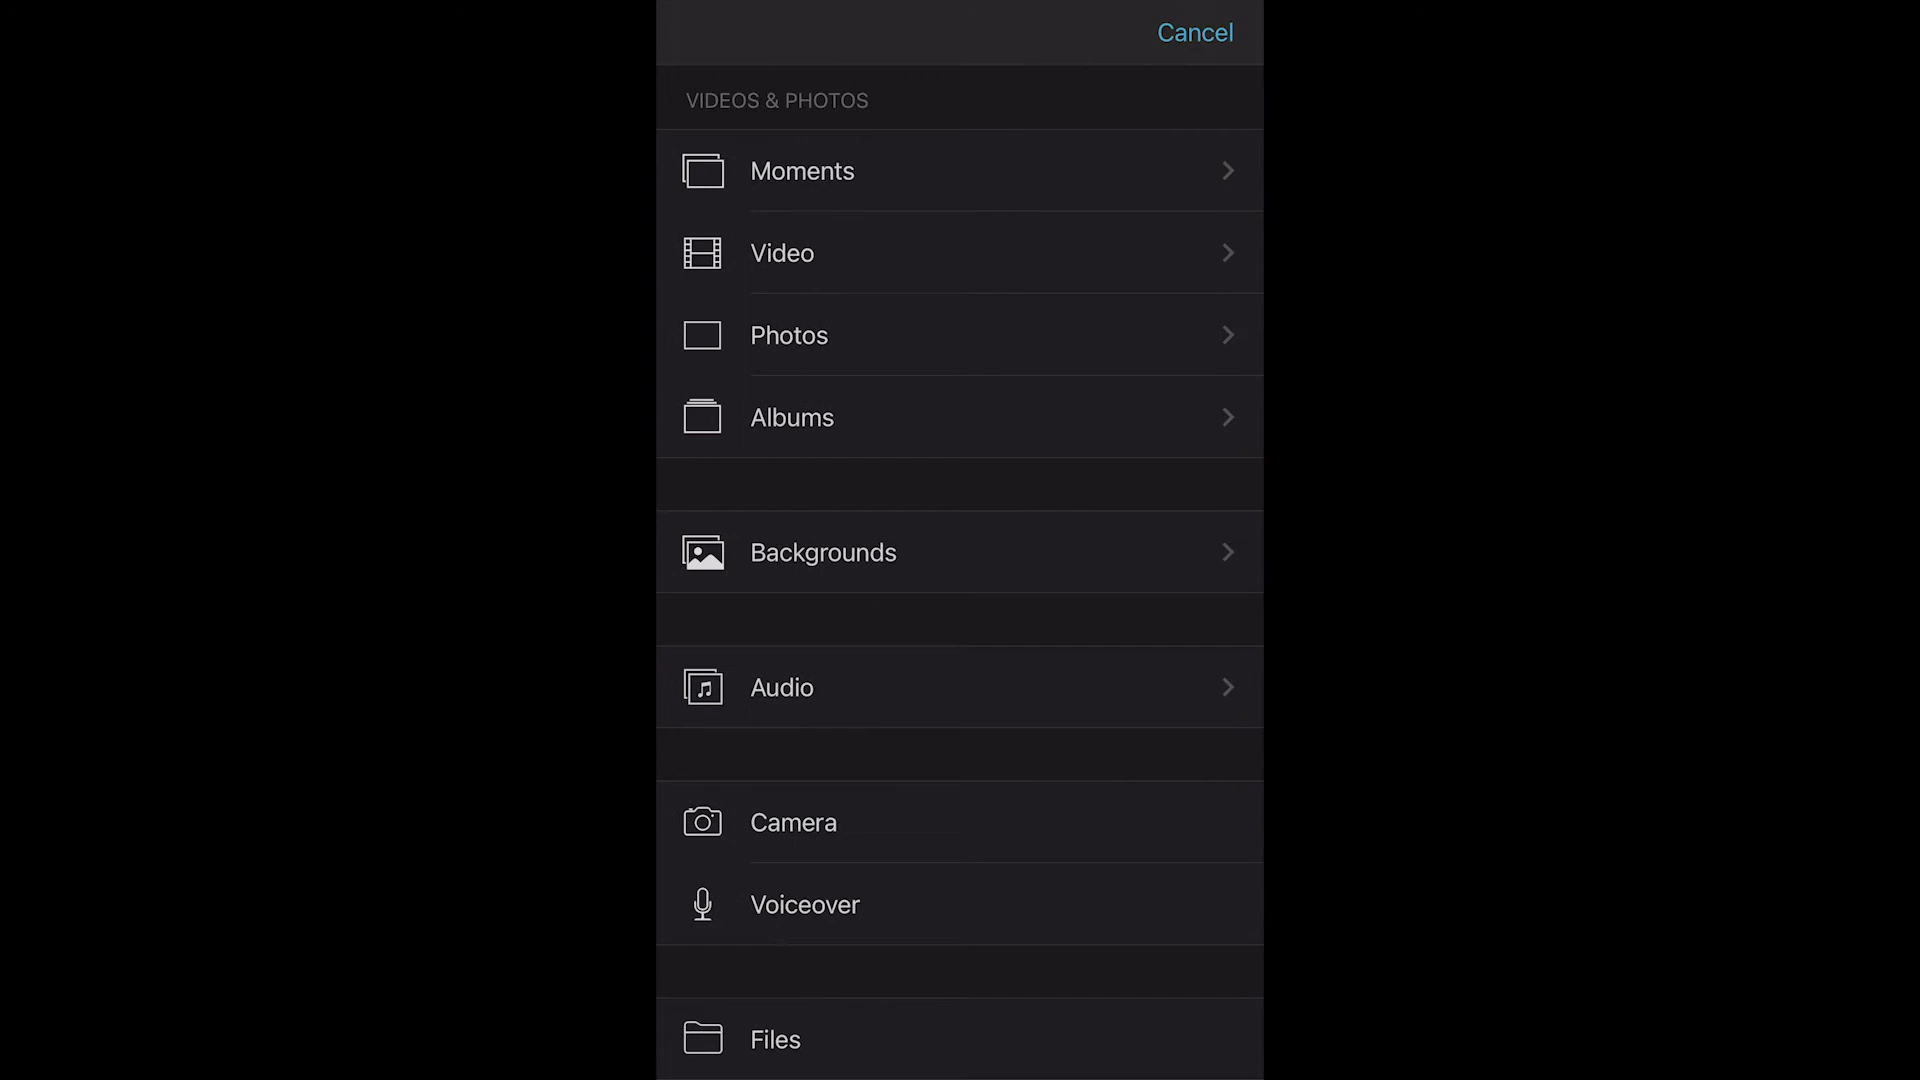 Cancel
VIDEOS & PHOTOS
Moments
Video
Photos
Albums
Backgrounds
Audio
Camera
Voiceover
Files